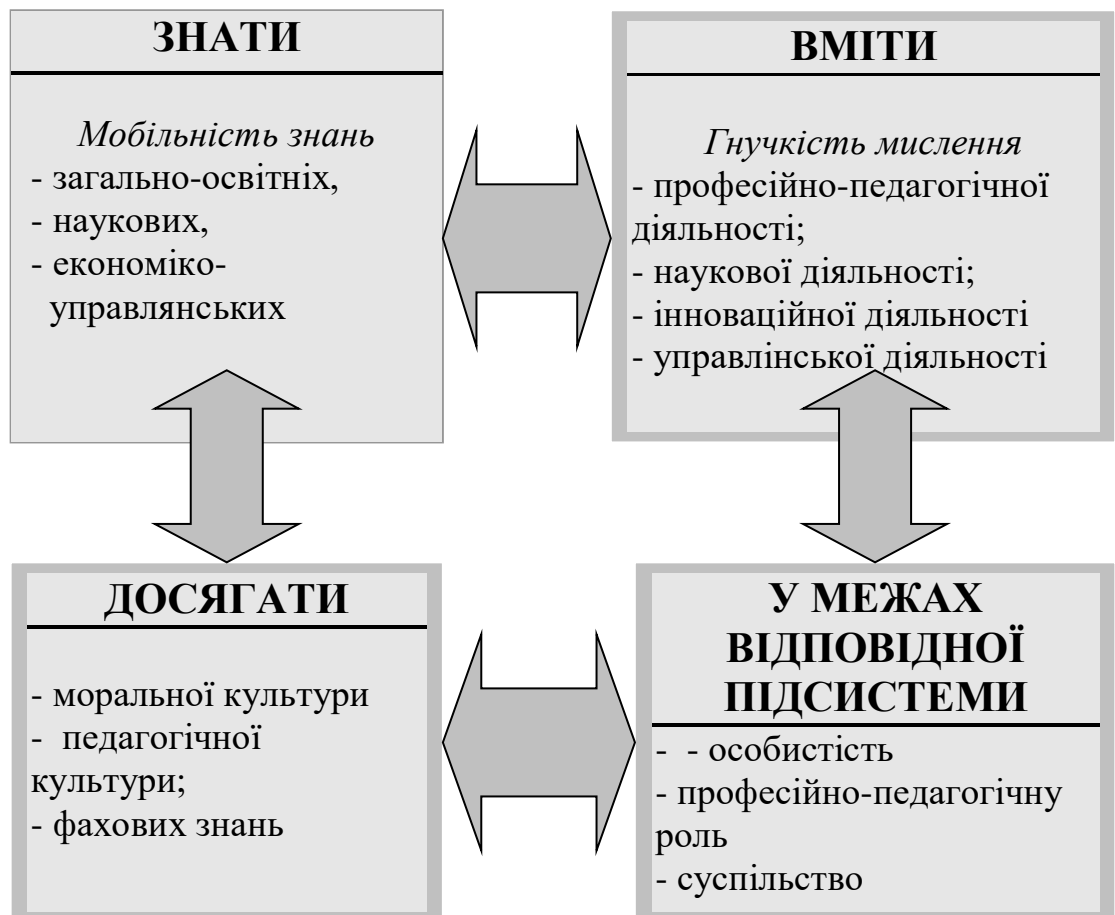 ЗНАТИ
Мобільність знань
- загально-освітніх,
- наукових,
- економіко-
управлянських
ВМІТИ
Гнучкість мислення
- професійно-педагогічної
діяльності;
- наукової діяльності;
- інноваційної діяльності
- управлінської діяльності
ДОСЯГАТИ
- моральної культури
- педагогічної
культури;
- фахових знань
У МЕЖАХ
ВІДПОВІДНОЇ
ПІДСИСТЕМИ
- - особистість
- професійно-педагогічну
роль
- суспільство